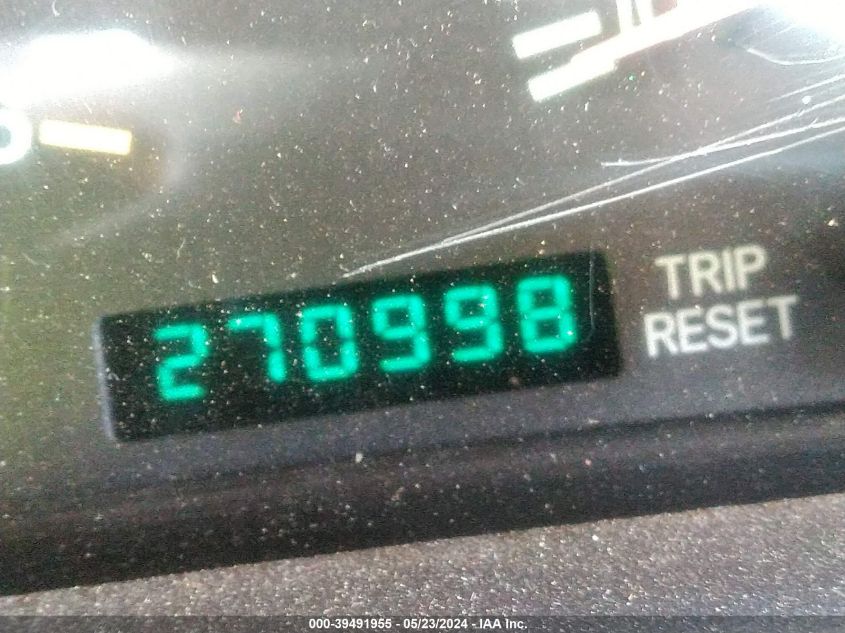 270998
TRIP
RESET
000-39491955 - 05/23/2024 - IAA Inc.